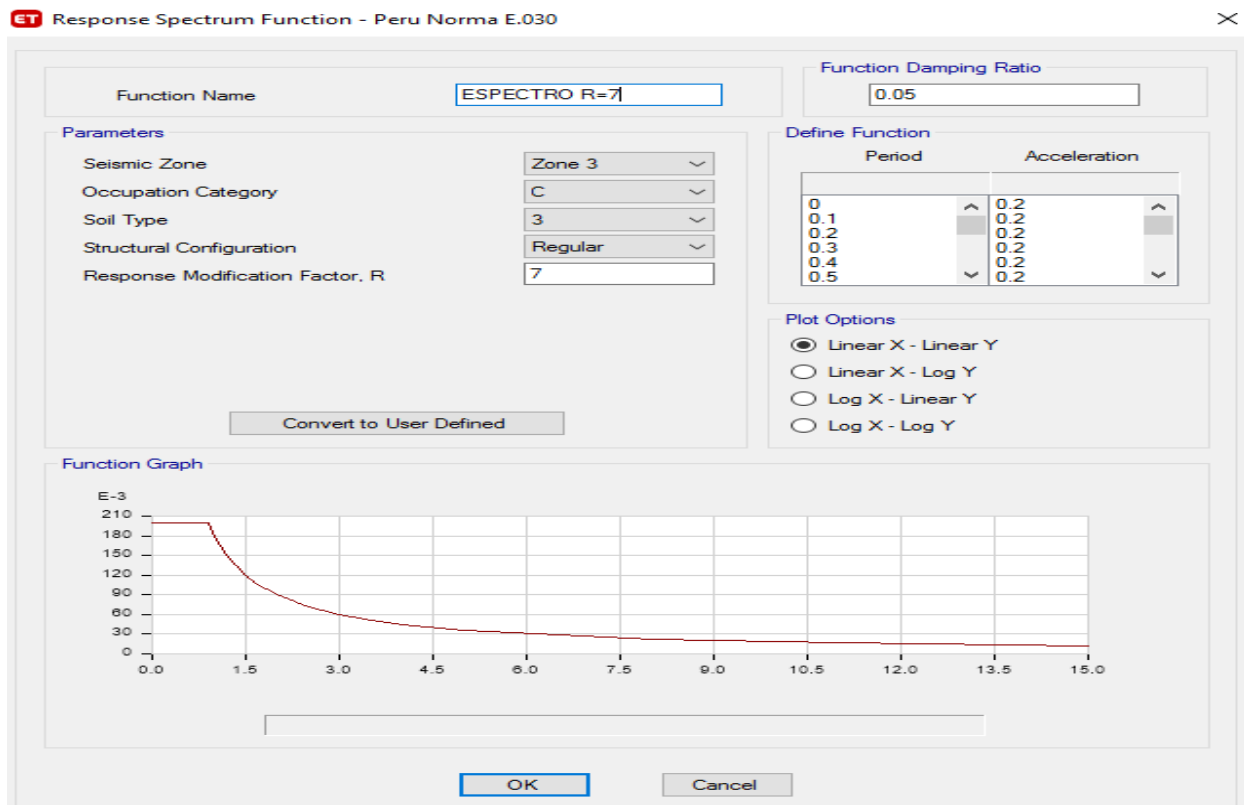 ET Response Spectrum Function - Peru Norma E.030
Function Name
ESPECTRO R=7
Function Damping Ratio
0.05
Parameters
Seismic Zone Zone 3
Occupation Category C
Soil Type 3
Structural Configuration Regular
Response Modification Factor, R 7
Convert to User Defined
Define Function
Period Acceleration
0 0.2
0.1 0.2
0.2 0.2
0.3 0.2
0.4 0.2
0.5 0.2
Plot Options
Linear X - Linear Y
Linear X - Log Y
Log X - Linear Y
Log X - Log Y
Function Graph
E-3
210
180
150
120
90
60
30
0
0.0 1.5 3.0 4.5 6.0 7.5 9.0 10.5 12.0 13.5 15.0
OK Cancel